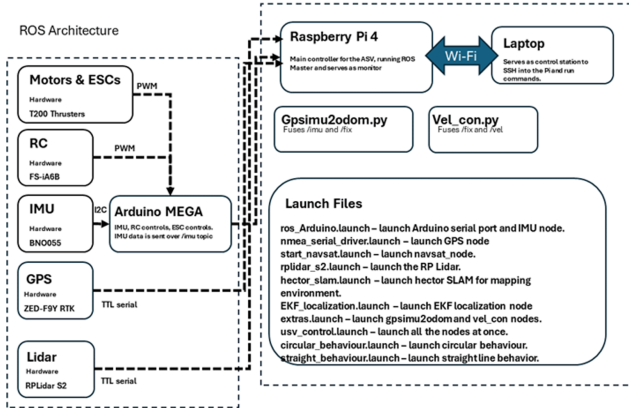 ROS Architecture
Motors & ESCs
Hardware
T200 Thrusters
PWM
RC
Hardware
FS-iA6B
PWM
IMU
Hardware
BNO055
I2C
Arduino MEGA
IMU, RC controls, ESC controls.
IMU data is sent over /imu topic
GPS
Hardware
ZED-F9Y RTK
TTL serial
Lidar
Hardware
RPLidar S2
TTL serial
Raspberry Pi 4
Main controller for the ASV, running ROS
Master and serves as monitor
Wi-Fi
Laptop
Serves as control station to
SSH into the Pi and run
commands.
Gpsimu2odom.py
Fuses /imu and /fix
Vel_con.py
Fuses /fix and /vel
Launch Files
ros_Arduino.launch – launch Arduino serial port and IMU node.
nmea_serial_driver.launch – launch GPS node
start_navsat.launch – launch navsat_node.
rplidar_s2.launch – launch the RP Lidar.
hector_slam.launch – launch hector SLAM for mapping
environment.
EKF_localization.launch – launch EKF localization node
extras.launch – launch gpsimu2odom and vel_con nodes.
usv_control.launch – launch all the nodes at once.
circular_behaviour.launch – launch circular behaviour.
straight_behaviour.launch – launch straight line behavior.